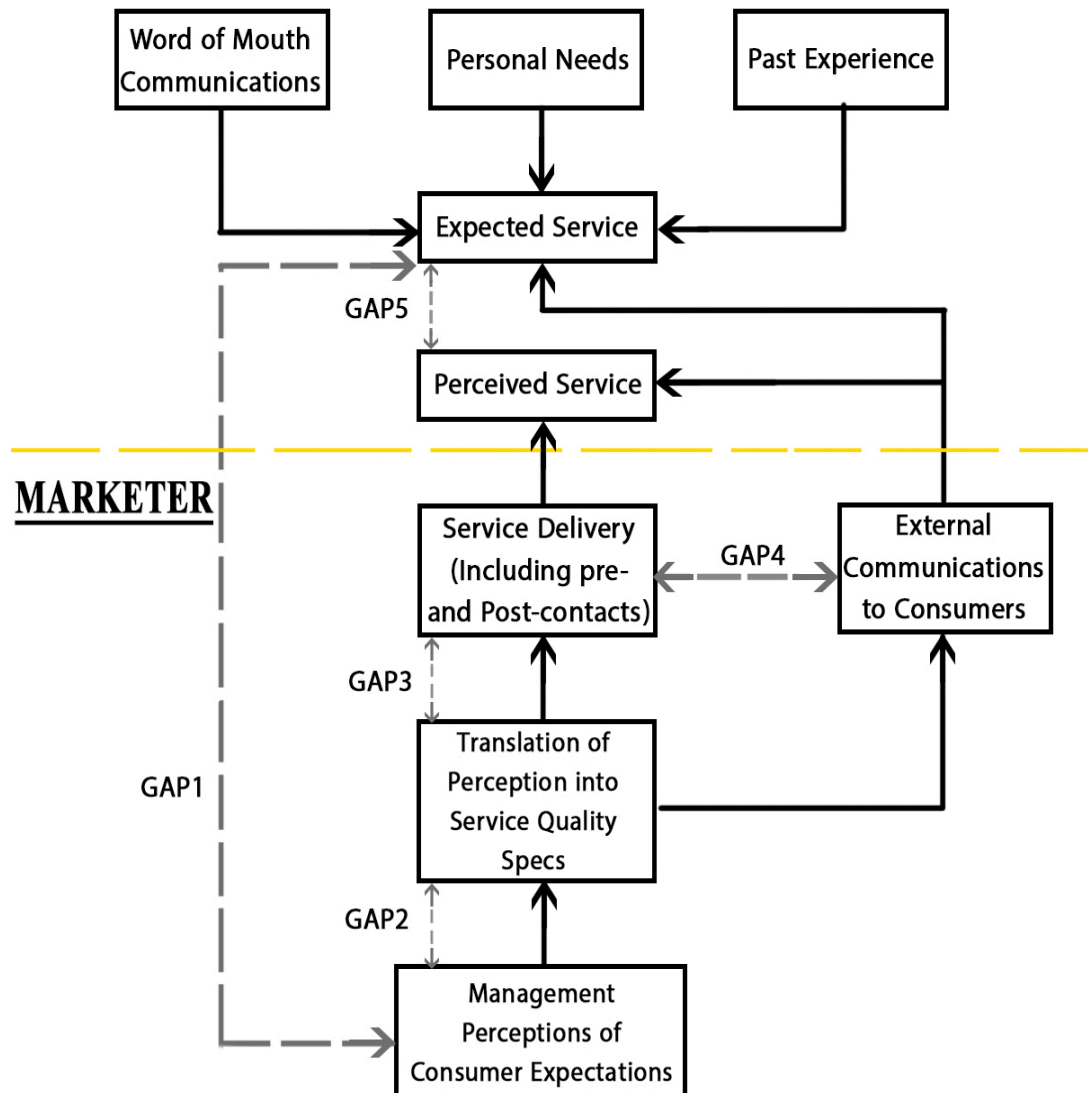 Word of Mouth
Communications
Personal Needs
Past Experience
Expected Service
GAP5
Perceived Service
MARKETER
Service Delivery
(Including pre-
and Post-contacts)
GAP4
External
Communications
to Consumers
GAP3
Translation of
Perception into
Service Quality
Specs
GAP1
GAP2
Management
Perceptions of
Consumer Expectations